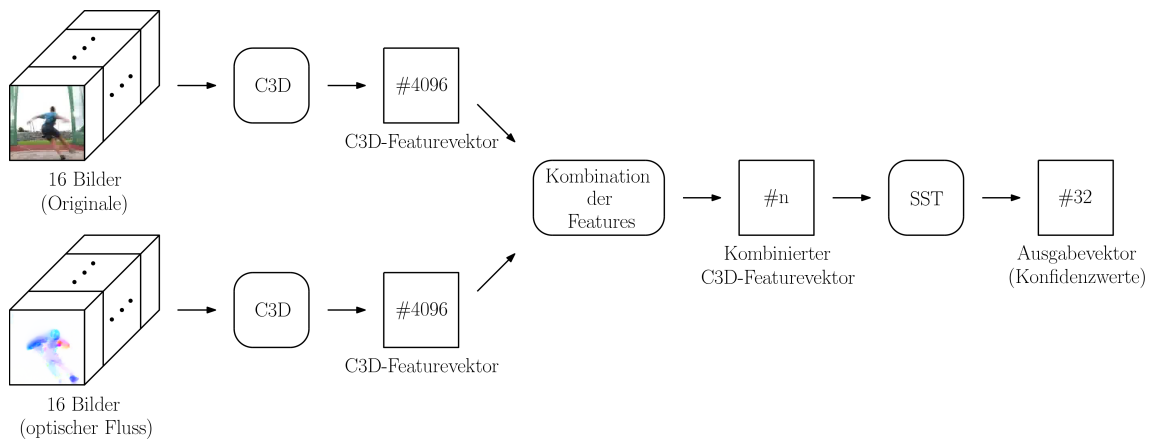 C3D
#4096
C3D-Featurevektor
16 Bilder
(Originale)
Kombination
der
Features
#n
Kombinierter
C3D-Featurevektor
SST
#32
Ausgabevektor
(Konfidenzwerte)
C3D
#4096
C3D-Featurevektor
16 Bilder
(optischer Fluss)